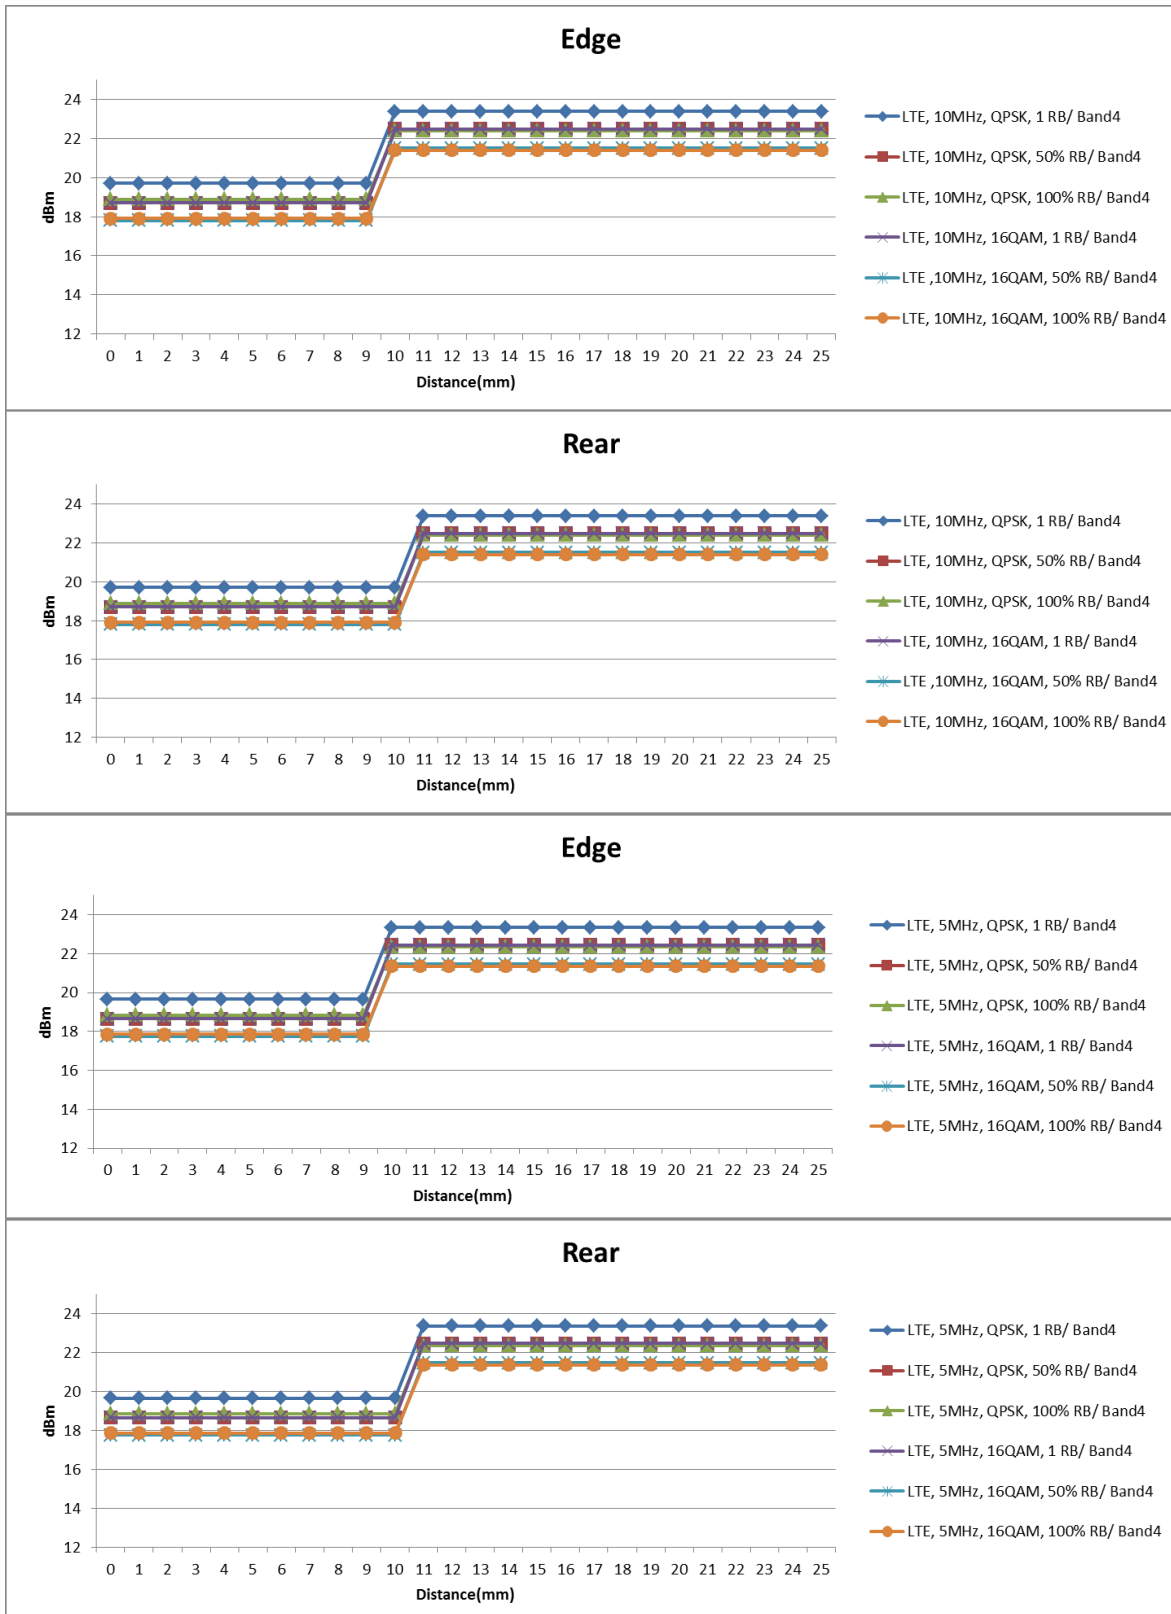 Edge
24
22
20
18
16
14
12
dBm
0 1 2 3 4 5 6 7 8 9 10 11 12 13 14 15 16 17 18 19 20 21 22 23 24 25
Distance(mm)
LTE, 10MHz, QPSK, 1 RB/ Band4
LTE, 10MHz, QPSK, 50% RB/ Band4
LTE, 10MHz, QPSK, 100% RB/ Band4
LTE, 10MHz, 16QAM, 1 RB/ Band4
LTE ,10MHz, 16QAM, 50% RB/ Band4
LTE, 10MHz, 16QAM, 100% RB/ Band4
Rear
24
22
20
18
16
14
12
dBm
0 1 2 3 4 5 6 7 8 9 10 11 12 13 14 15 16 17 18 19 20 21 22 23 24 25
Distance(mm)
LTE, 10MHz, QPSK, 1 RB/ Band4
LTE, 10MHz, QPSK, 50% RB/ Band4
LTE, 10MHz, QPSK, 100% RB/ Band4
LTE, 10MHz, 16QAM, 1 RB/ Band4
LTE ,10MHz, 16QAM, 50% RB/ Band4
LTE, 10MHz, 16QAM, 100% RB/ Band4
Edge
24
22
20
18
16
14
12
dBm
0 1 2 3 4 5 6 7 8 9 10 11 12 13 14 15 16 17 18 19 20 21 22 23 24 25
Distance(mm)
LTE, 5MHz, QPSK, 1 RB/ Band4
LTE, 5MHz, QPSK, 50% RB/ Band4
LTE, 5MHz, QPSK, 100% RB/ Band4
LTE, 5MHz, 16QAM, 1 RB/ Band4
LTE, 5MHz, 16QAM, 50% RB/ Band4
LTE, 5MHz, 16QAM, 100% RB/ Band4
Rear
24
22
20
18
16
14
12
dBm
0 1 2 3 4 5 6 7 8 9 10 11 12 13 14 15 16 17 18 19 20 21 22 23 24 25
Distance(mm)
LTE, 5MHz, QPSK, 1 RB/ Band4
LTE, 5MHz, QPSK, 50% RB/ Band4
LTE, 5MHz, QPSK, 100% RB/ Band4
LTE, 5MHz, 16QAM, 1 RB/ Band4
LTE, 5MHz, 16QAM, 50% RB/ Band4
LTE, 5MHz, 16QAM, 100% RB/ Band4